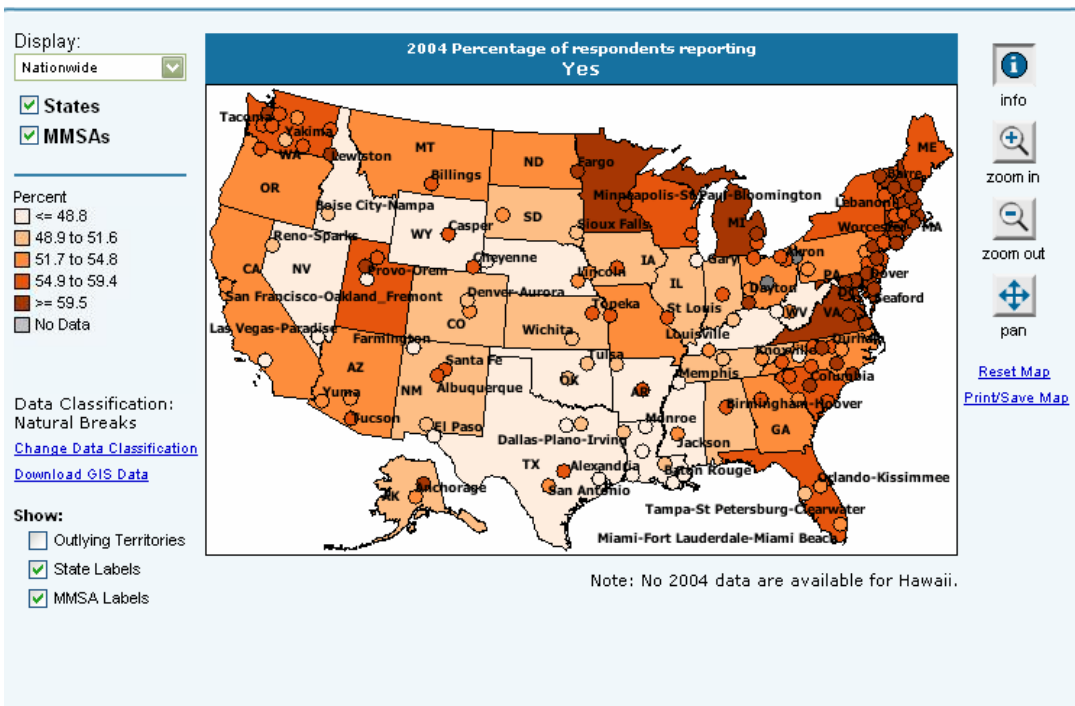 Display:
Nationwide
States
MMSAs
Percent
<= 48.8
48.9 to 51.6
51.7 to 54.8
54.9 to 59.4
>= 59.5
No Data
Data Classification:
Natural Breaks
Change Data Classification
Download GIS Data
Show:
Outlying Territories
State Labels
MMSA Labels
2004 Percentage of respondents reporting
Yes
Tacoma
Yakima
WA
Lewiston
MT
ND
Fargo
ME
Billings
Barre
OR
Minneapolis-St Paul-Bloomington
Boise City-Nampa
Lebanon
SD
MI
Worcester
MA
Casper
Sioux Falls
Reno-Sparks
WY
Cheyenne
IA
Gary
Akron
CA
NV
Provo-Orem
Lincoln
IL
PA
Dover
San Francisco-Oakland_Fremont
Denver-Aurora
Dayton
DC
Seaford
Topeka
St Louis
WV
VA
Las Vegas-Paradise
CO
Wichita
Louisville
Farmington
Durham
Tulsa
Knoxville
Santa Fe
AZ
Memphis
Columbia
NM
Albuquerque
OK
AR
Yuma
Birmingham-Hoover
Tucson
Monroe
El Paso
GA
Dallas-Plano-Irving
Jackson
TX
Alexandria
Baton Rouge
Orlando-Kissimmee
Anchorage
AK
San Antonio
Tampa-St Petersburg-Clearwater
Miami-Fort Lauderdale-Miami Beach
Note: No 2004 data are available for Hawaii.
info
zoom in
zoom out
pan
Reset Map
Print/Save Map